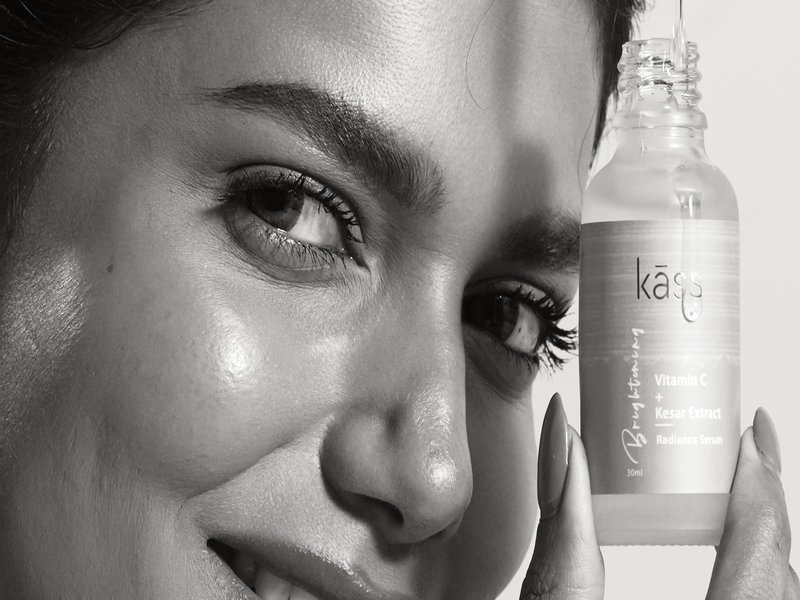 kāss
Brightening
Vitamin C
+
Kesar Extract
Radiance Serum
30ml